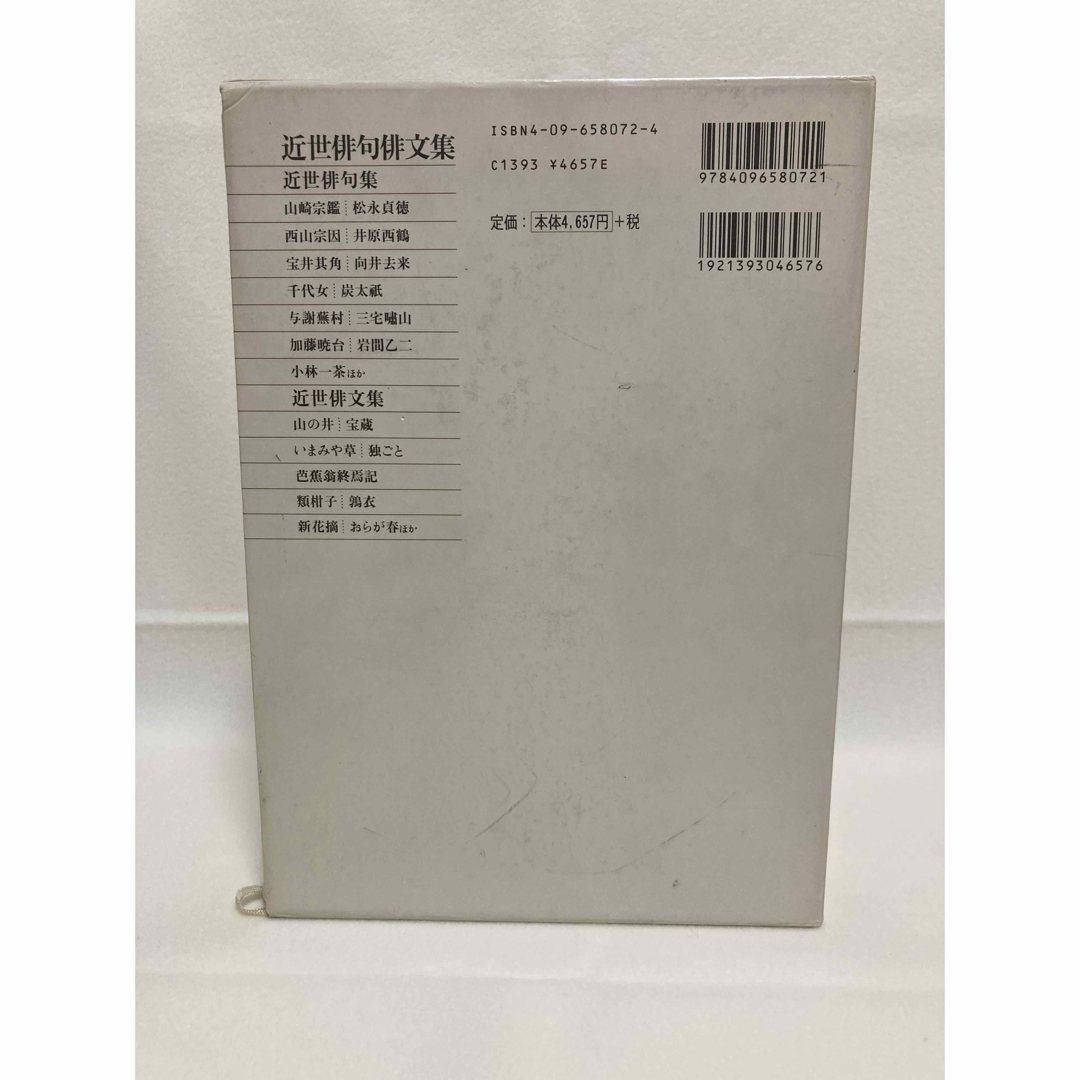 近世俳句俳文集
近世俳句集
山崎宗鑑┊松永貞徳
西山宗因┊井原西鶴
宝井其角┊向井去来
千代女┊炭太祇
与謝蕪村┊三宅嘯山
加藤暁台┊岩間乙二
小林一茶ほか
近世俳文集
山の井┊宝蔵
いまみや草┊独ごと
芭蕉翁終焉記
類柑子┊鶉衣
新花摘┊おらが春ほか
ISBN4-09-658072-4
C1393 ¥4657E
定価：本体4,657円+税
9784096580721
1921393046576